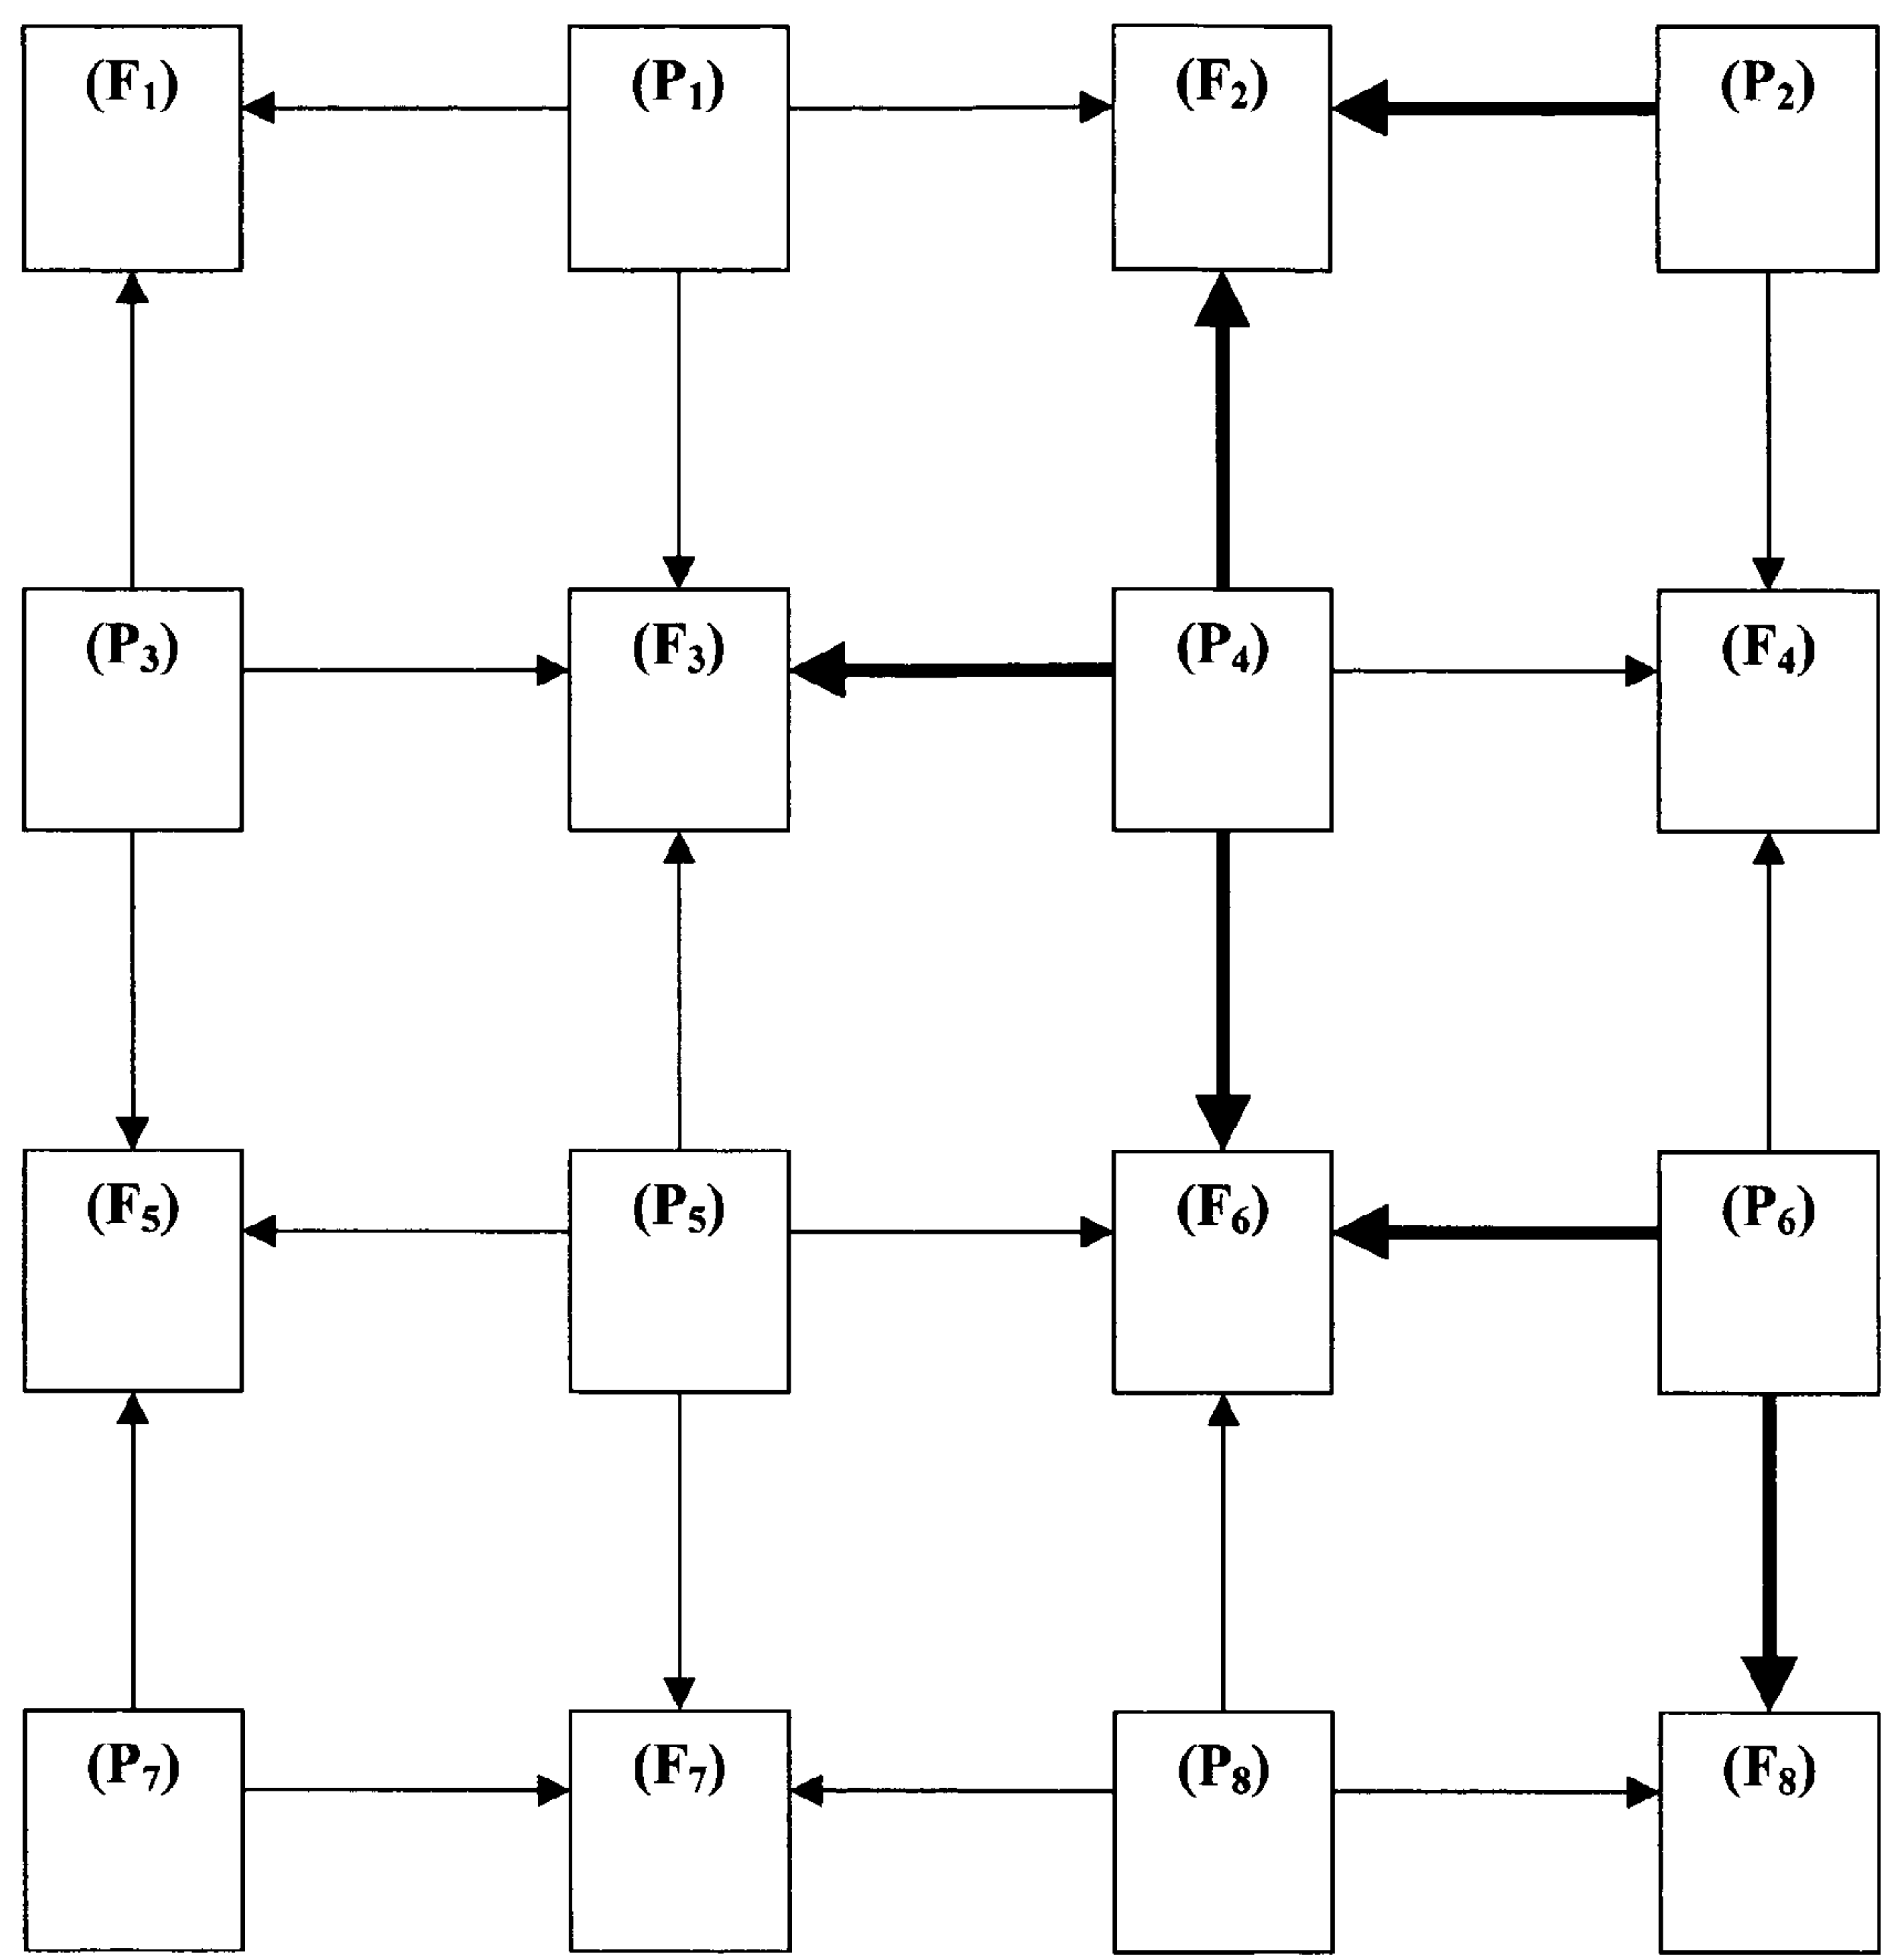 (F₁) (P₁) (F₂) (P₂)
(P₃) (F₃) (P₄) (F₄)
(F₅) (P₅) (F₆) (P₆)
(P₇) (F₇) (P₈) (F₈)